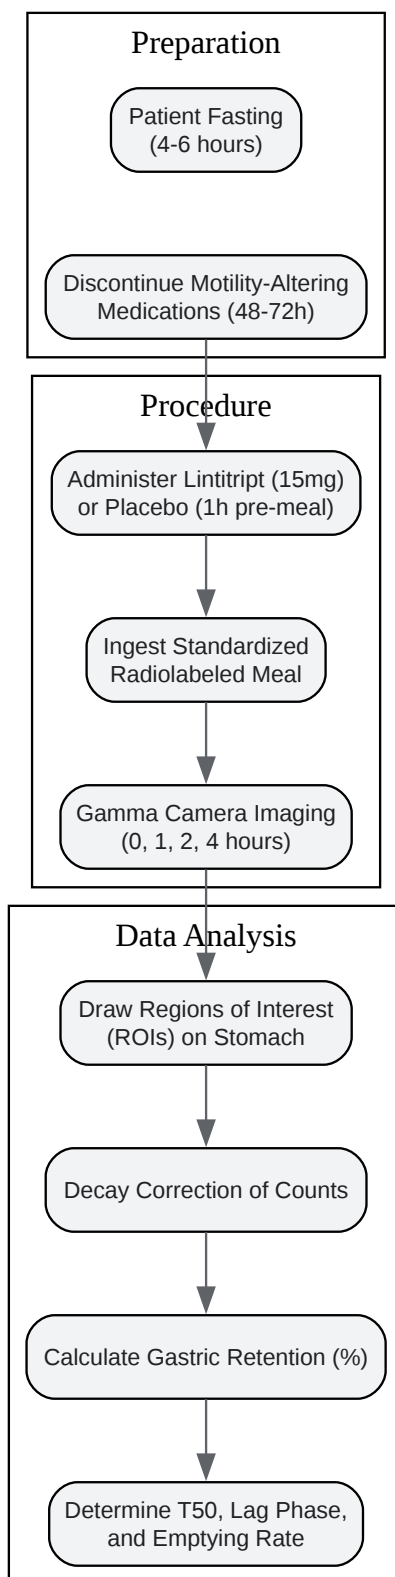 Preparation
Patient Fasting
(4-6 hours)
Discontinue Motility-Altering
Medications (48-72h)
Procedure
Administer Lintitript (15mg)
or Placebo (1h pre-meal)
Ingest Standardized
Radiolabeled Meal
Gamma Camera Imaging
(0, 1, 2, 4 hours)
Data Analysis
Draw Regions of Interest
(ROIs) on Stomach
Decay Correction of Counts
Calculate Gastric Retention (%)
Determine T50, Lag Phase,
and Emptying Rate